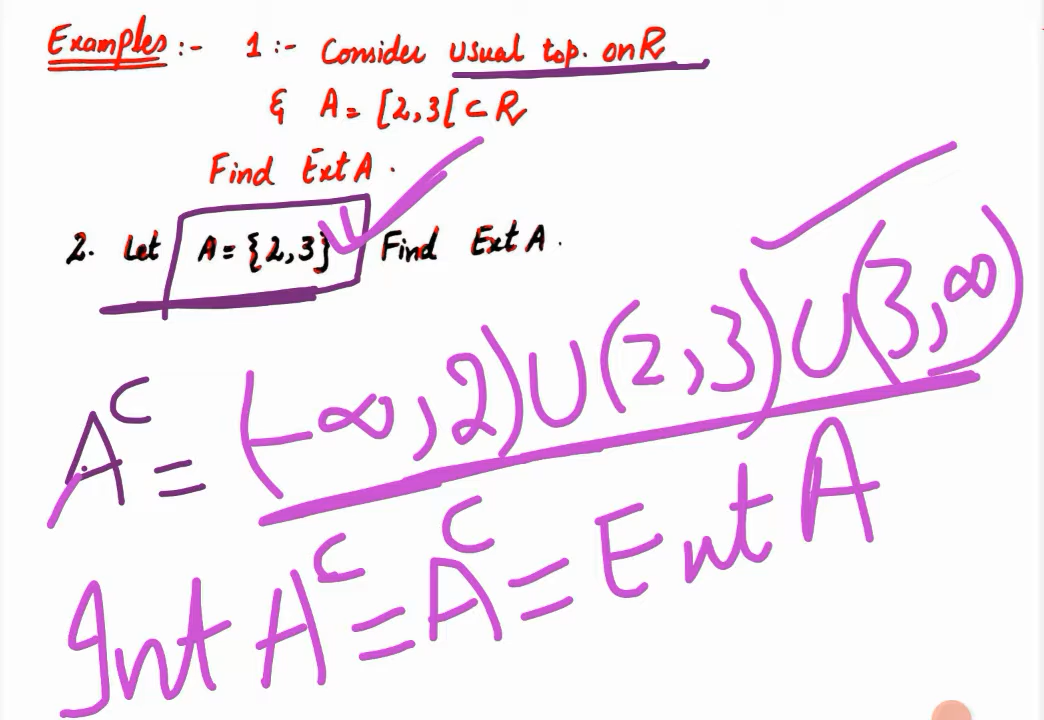 Examples :- 1 :- Consider usual top. on R
& A = [2,3[ ⊂ R
Find Ext A .
2. Let A = {2,3} Find Ext A .
A^C = (-∞,2) ∪ (2,3) ∪ (3,∞)
Int A^C = A^C = Ext A